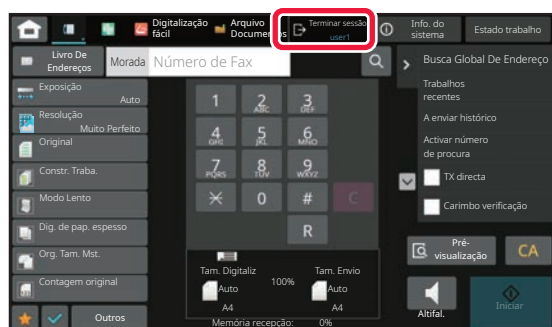 Digitalização fácil
Arquivo Documentos
Terminar sessão
user1
Info. do sistema
Estado trabalho
Livro De Endereços
Morada
Número de Fax
Busca Global De Endereço
Exposição
Auto
Resolução
Muito Perfeito
Original
Constr. Traba.
Modo Lento
Dig. de pap. espesso
Org. Tam. Mst.
Contagem original
Outros
1
2 ABC
3 DEF
4 GHI
5 JKL
6 MNO
7 PQRS
8 TUV
9 WXYZ
0
#
C
R
Tam. Digitaliz
100%
Tam. Envio
Auto
Auto
A4
A4
Memória recepção: 0%
Trabalhos recentes
A enviar histórico
Activar número de procura
TX directa
Carimbo verificação
Pré-visualização
CA
Altifal.
Iniciar